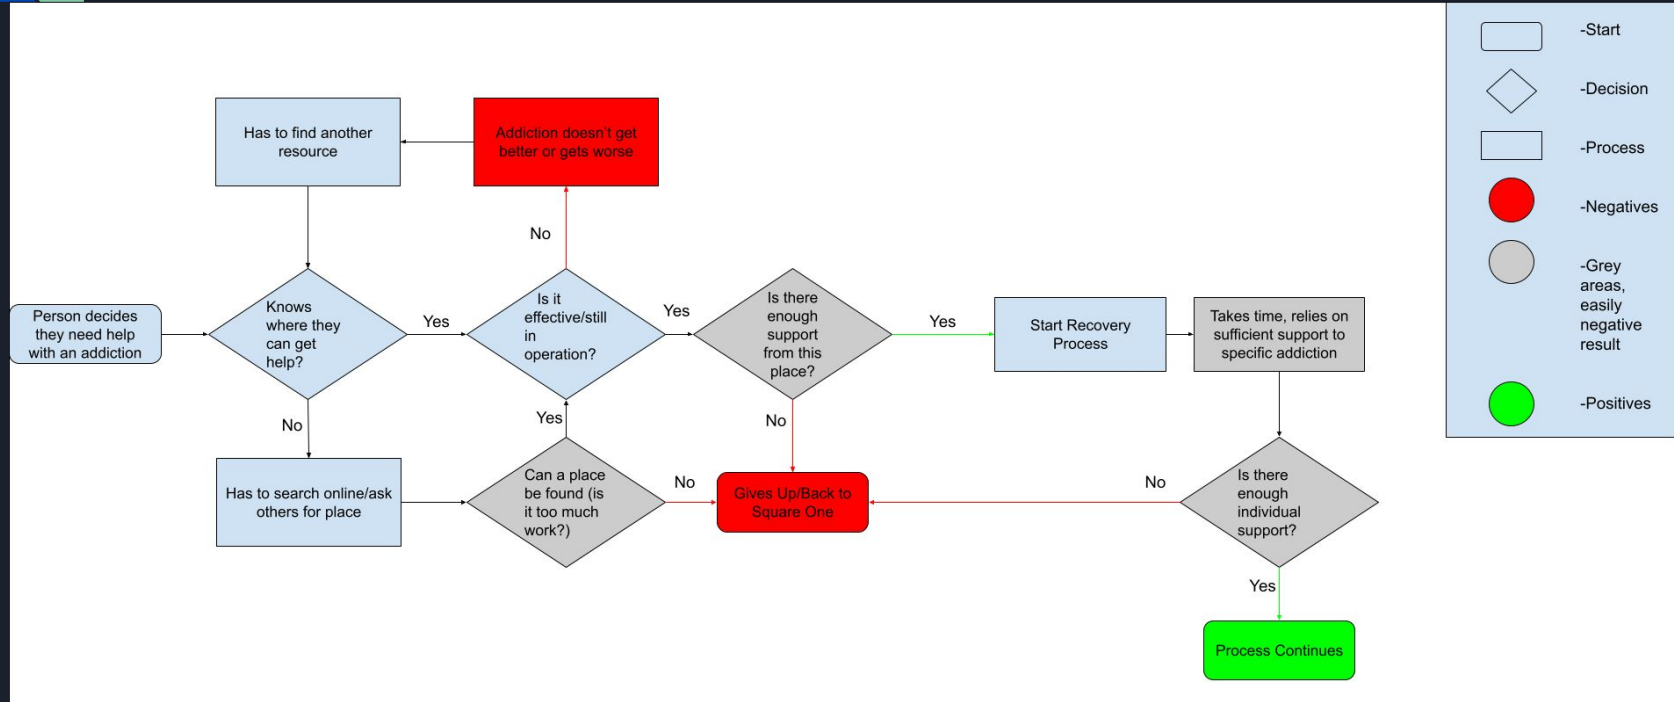 Has to find another
resource
Addiction doesn't get
better or gets worse
No
Person decides
they need help
with an addiction
Knows
where they
can get
help?
Yes
Is it
effective/still
in
operation?
Yes
Is there
enough
support
from this
place?
Yes
Start Recovery
Process
Takes time, relies on
sufficient support to
specific addiction
No
Yes
No
Has to search online/ask
others for place
Can a place
be found (is
it too much
work?)
No
Gives Up/Back to
Square One
No
Is there
enough
individual
support?
Yes
Process Continues
-Start
-Decision
-Process
-Negatives
-Grey
areas,
easily
negative
result
-Positives